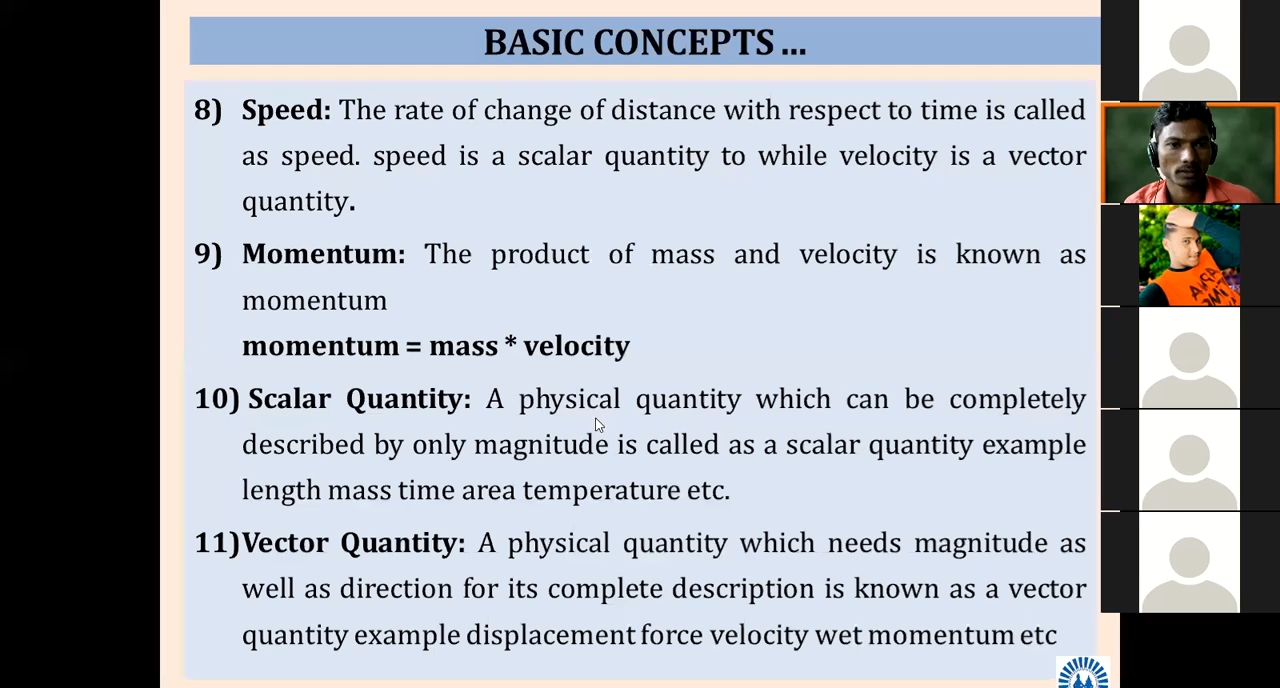 BASIC CONCEPTS ...
8) Speed: The rate of change of distance with respect to time is called
as speed. speed is a scalar quantity to while velocity is a vector
quantity.
9) Momentum: The product of mass and velocity is known as
momentum
momentum = mass * velocity
10) Scalar Quantity: A physical quantity which can be completely
described by only magnitude is called as a scalar quantity example
length mass time area temperature etc.
11)Vector Quantity: A physical quantity which needs magnitude as
well as direction for its complete description is known as a vector
quantity example displacement force velocity wet momentum etc